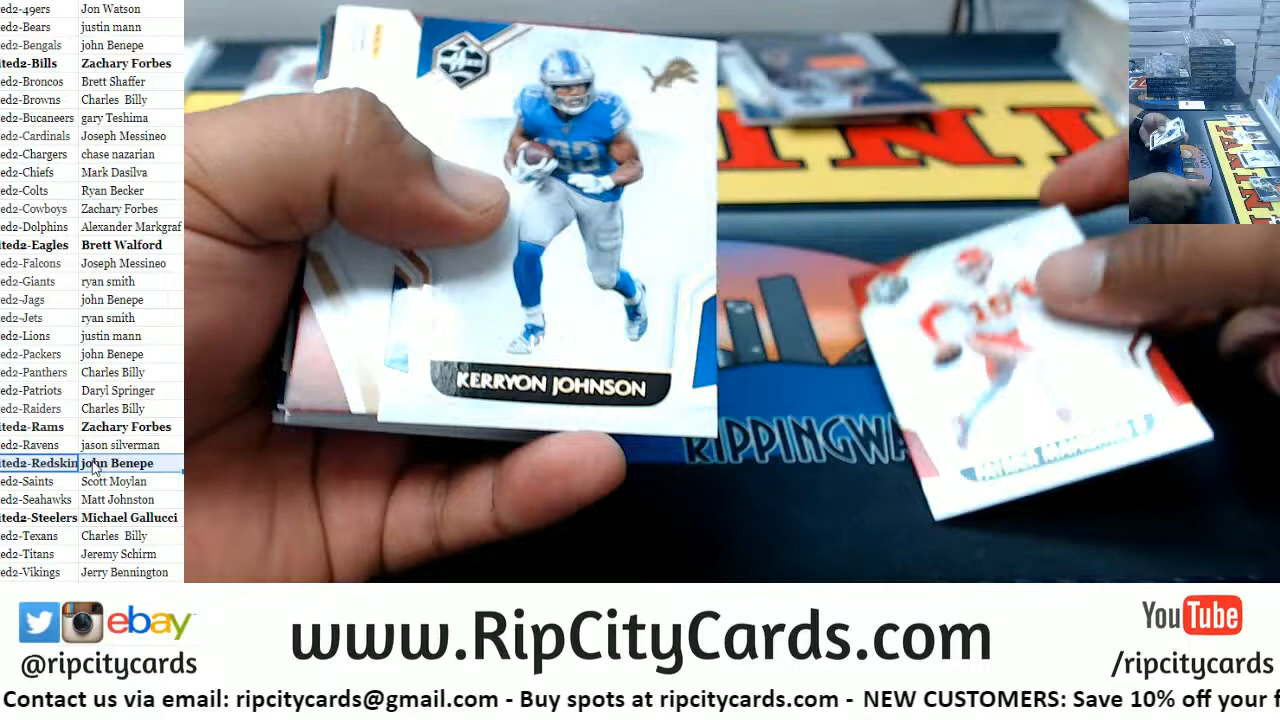 ed2-49ers Jon Watson
ed2-Bears justin mann
ed2-Bengals john Benepe
ited2-Bills Zachary Forbes
ed2-Broncos Brett Shaffer
ed2-Browns Charles Billy
ed2-Bucaneers gary Teshima
ed2-Cardinals Joseph Messineo
ed2-Chargers chase nazarian
ed2-Chiefs Mark Dasilva
ed2-Colts Ryan Becker
ed2-Cowboys Zachary Forbes
ed2-Dolphins Alexander Markgraf
ited2-Eagles Brett Walford
ed2-Falcons Joseph Messineo
ed2-Giants ryan smith
ed2-Jags john Benepe
ed2-Jets ryan smith
ed2-Lions justin mann
ed2-Packers john Benepe
ed2-Panthers Charles Billy
ed2-Patriots Daryl Springer
ed2-Raiders Charles Billy
ited2-Rams Zachary Forbes
ed2-Ravens jason silverman
ited2-Redskin john Benepe
ed2-Saints Scott Moylan
ed2-Seahawks Matt Johnston
ited2-Steelers Michael Gallucci
ed2-Texans Charles Billy
ed2-Titans Jeremy Schirm
ed2-Vikings Jerry Bennington
KERRYON JOHNSON
RIPPINGWA
ebay
@ripcitycards
www.RipCityCards.com
YouTube
/ripcitycards
Contact us via email: ripcitycards@gmail.com - Buy spots at ripcitycards.com - NEW CUSTOMERS: Save 10% off your f